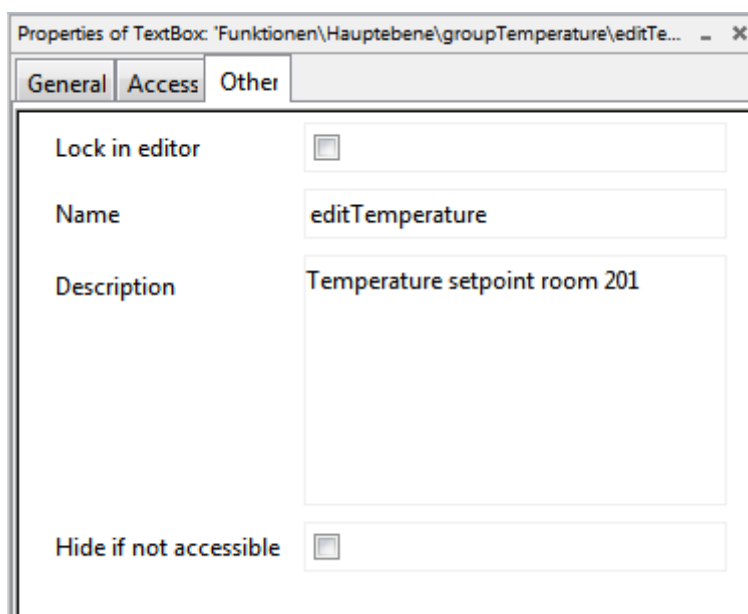 Properties of TextBox: 'Funktionen\Hauptebene\groupTemperature\editTe...
General Access Other
Lock in editor
Name editTemperature
Description Temperature setpoint room 201
Hide if not accessible